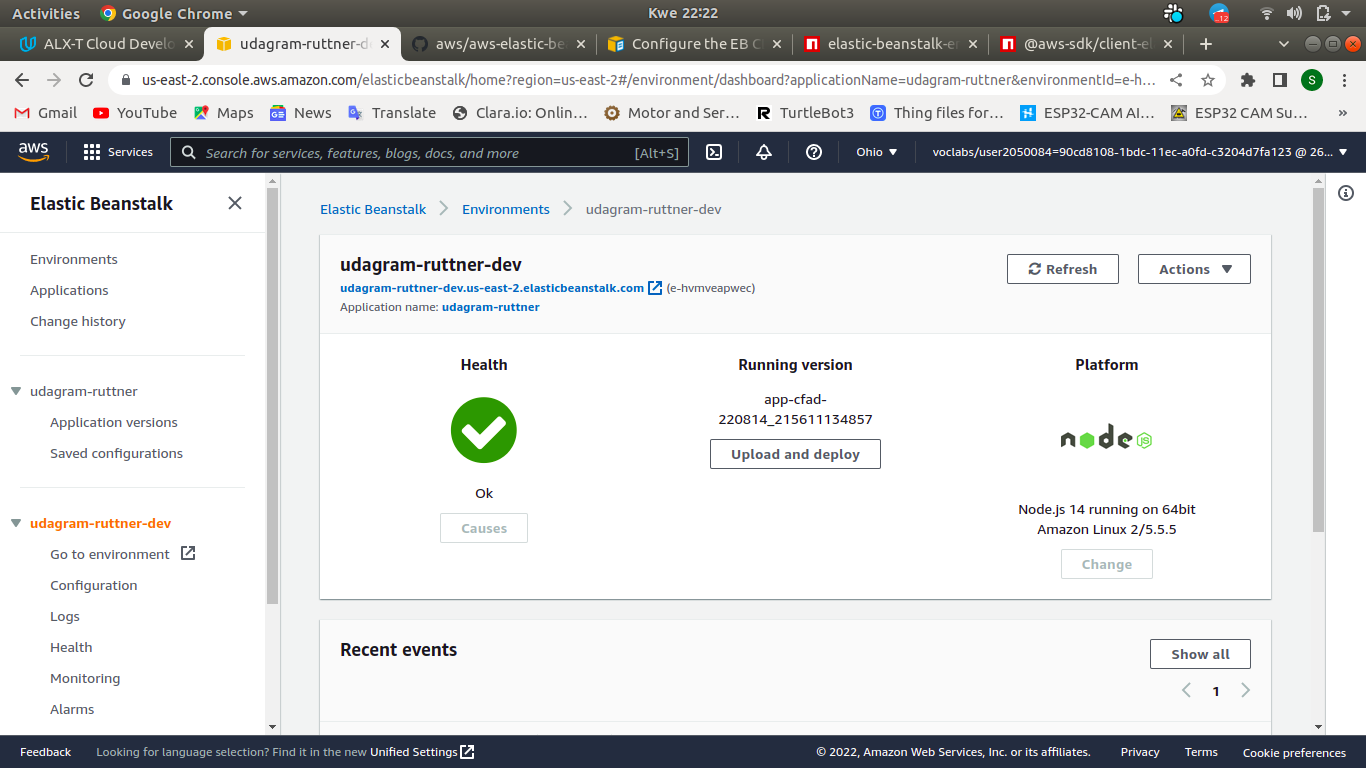 Activities Google Chrome Kwe 22:22 12
ALX-T Cloud Develo udagram-ruttner-d aws/aws-elastic-be Configure the EB C elastic-beanstalk-e @aws-sdk/client-el
us-east-2.console.aws.amazon.com/elasticbeanstalk/home?region=us-east-2#/environment/dashboard?applicationName=udagram-ruttner&environmentId=e-h... S
Gmail YouTube Maps News Translate Clara.io: Onlin... Motor and Ser... TurtleBot3 Thing files for... ESP32-CAM AI... ESP32 CAM Su... »
aws Services Search for services, features, blogs, docs, and more [Alt+S] Ohio voclabs/user2050084=90cd8108-1bdc-11ec-a0fd-c3204d7fa123 @ 26...
Elastic Beanstalk
Environments
Applications
Change history
udagram-ruttner
Application versions
Saved configurations
udagram-ruttner-dev
Go to environment
Configuration
Logs
Health
Monitoring
Alarms
Elastic Beanstalk Environments udagram-ruttner-dev
udagram-ruttner-dev
Refresh Actions
udagram-ruttner-dev.us-east-2.elasticbeanstalk.com (e-hvmveapwec)
Application name: udagram-ruttner
Health
Ok
Causes
Running version
app-cfad-
220814_215611134857
Upload and deploy
Platform
node JS
Node.js 14 running on 64bit
Amazon Linux 2/5.5.5
Change
Recent events
Show all
1
Feedback Looking for language selection? Find it in the new Unified Settings © 2022, Amazon Web Services, Inc. or its affiliates. Privacy Terms Cookie preferences